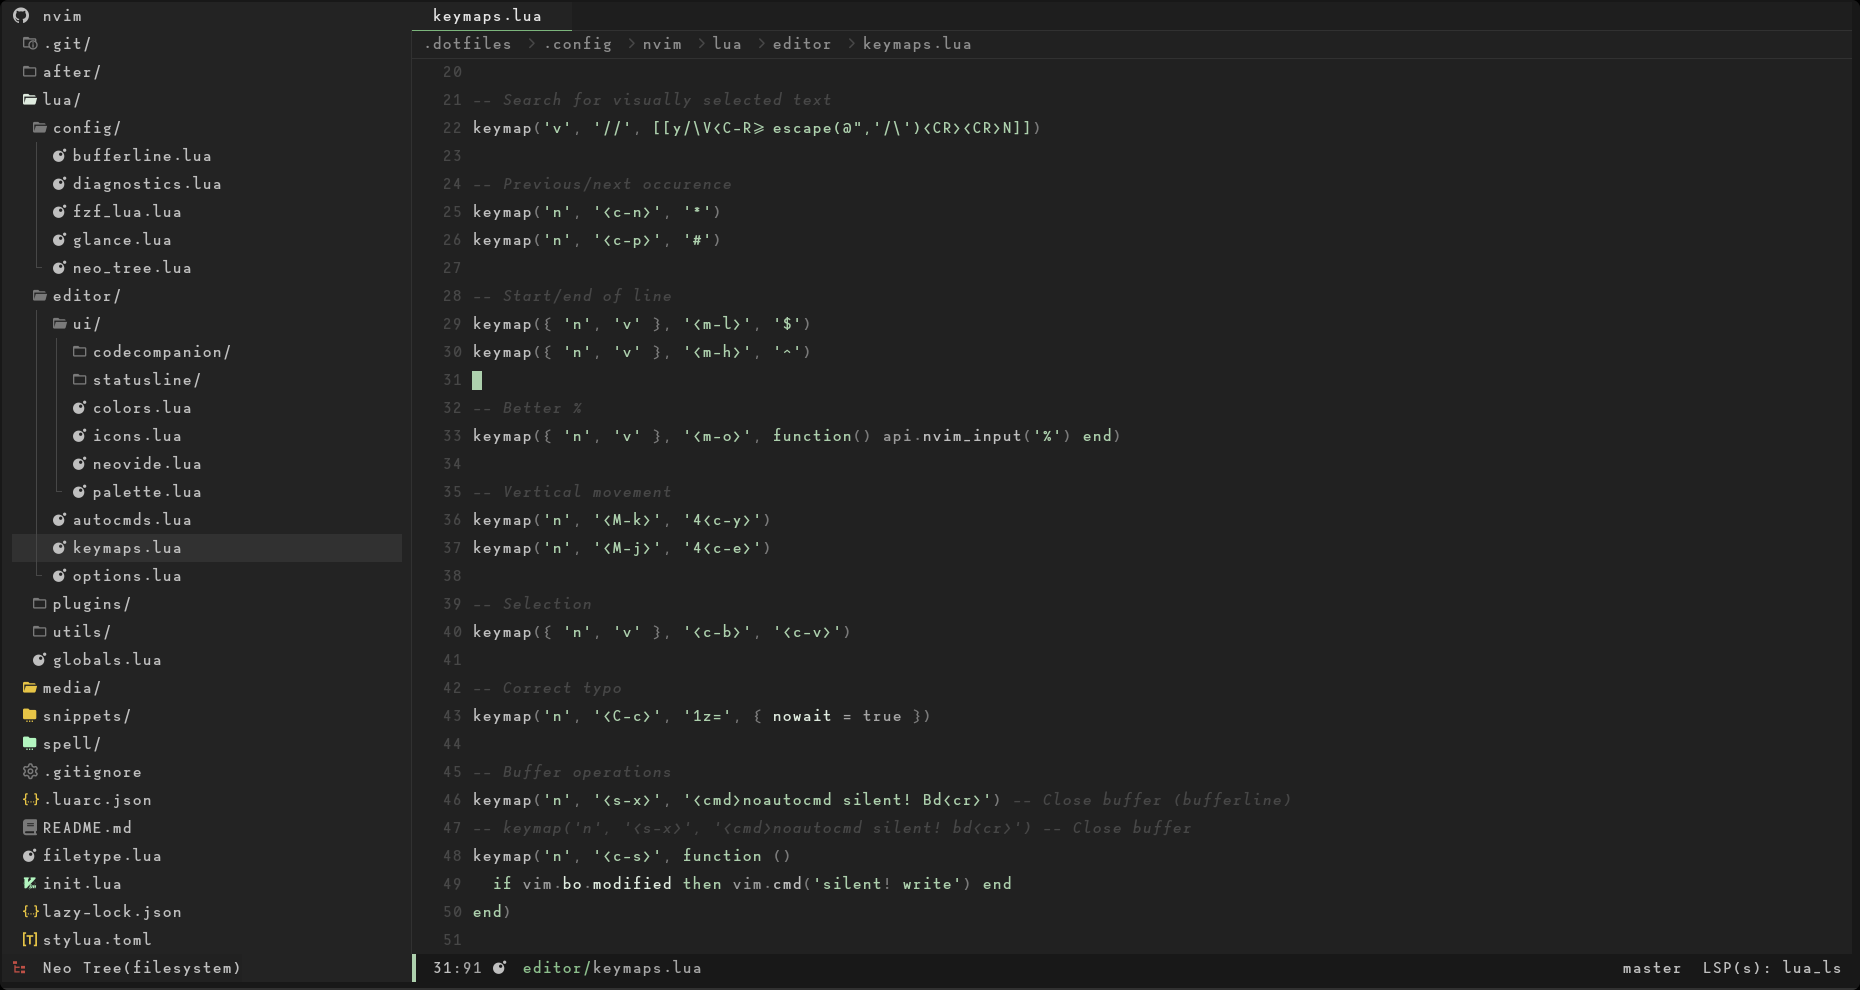 nvim
.git/
after/
lua/
config/
bufferline.lua
diagnostics.lua
fzf_lua.lua
glance.lua
neo_tree.lua
editor/
ui/
codecompanion/
statusline/
colors.lua
icons.lua
neovide.lua
palette.lua
autocmds.lua
keymaps.lua
options.lua
plugins/
utils/
globals.lua
media/
snippets/
spell/
.gitignore
.luarc.json
README.md
filetype.lua
init.lua
lazy-lock.json
stylua.toml
Neo Tree(filesystem)
keymaps.lua
.dotfiles > .config > nvim > lua > editor > keymaps.lua
20
21 -- Search for visually selected text
22 keymap('v', '//', [[y/\V<C-R>=escape(@",'/\')<CR><CR>N]])
23
24 -- Previous/next occurence
25 keymap('n', '<c-n>', '*')
26 keymap('n', '<c-p>', '#')
27
28 -- Start/end of line
29 keymap({ 'n', 'v' }, '<m-l>', '$')
30 keymap({ 'n', 'v' }, '<m-h>', '^')
31
32 -- Better %
33 keymap({ 'n', 'v' }, '<m-o>', function() api.nvim_input('%') end)
34
35 -- Vertical movement
36 keymap('n', '<M-k>', '4<c-y>')
37 keymap('n', '<M-j>', '4<c-e>')
38
39 -- Selection
40 keymap({ 'n', 'v' }, '<c-b>', '<c-v>')
41
42 -- Correct typo
43 keymap('n', '<C-c>', '1z=', { nowait = true })
44
45 -- Buffer operations
46 keymap('n', '<s-x>', '<cmd>noautocmd silent! Bd<cr>') -- Close buffer (bufferline)
47 -- keymap('n', '<s-x>', '<cmd>noautocmd silent! bd<cr>') -- Close buffer
48 keymap('n', '<c-s>', function ()
49   if vim.bo.modified then vim.cmd('silent! write') end
50 end)
51
31:91 editor/keymaps.lua master LSP(s): lua_ls